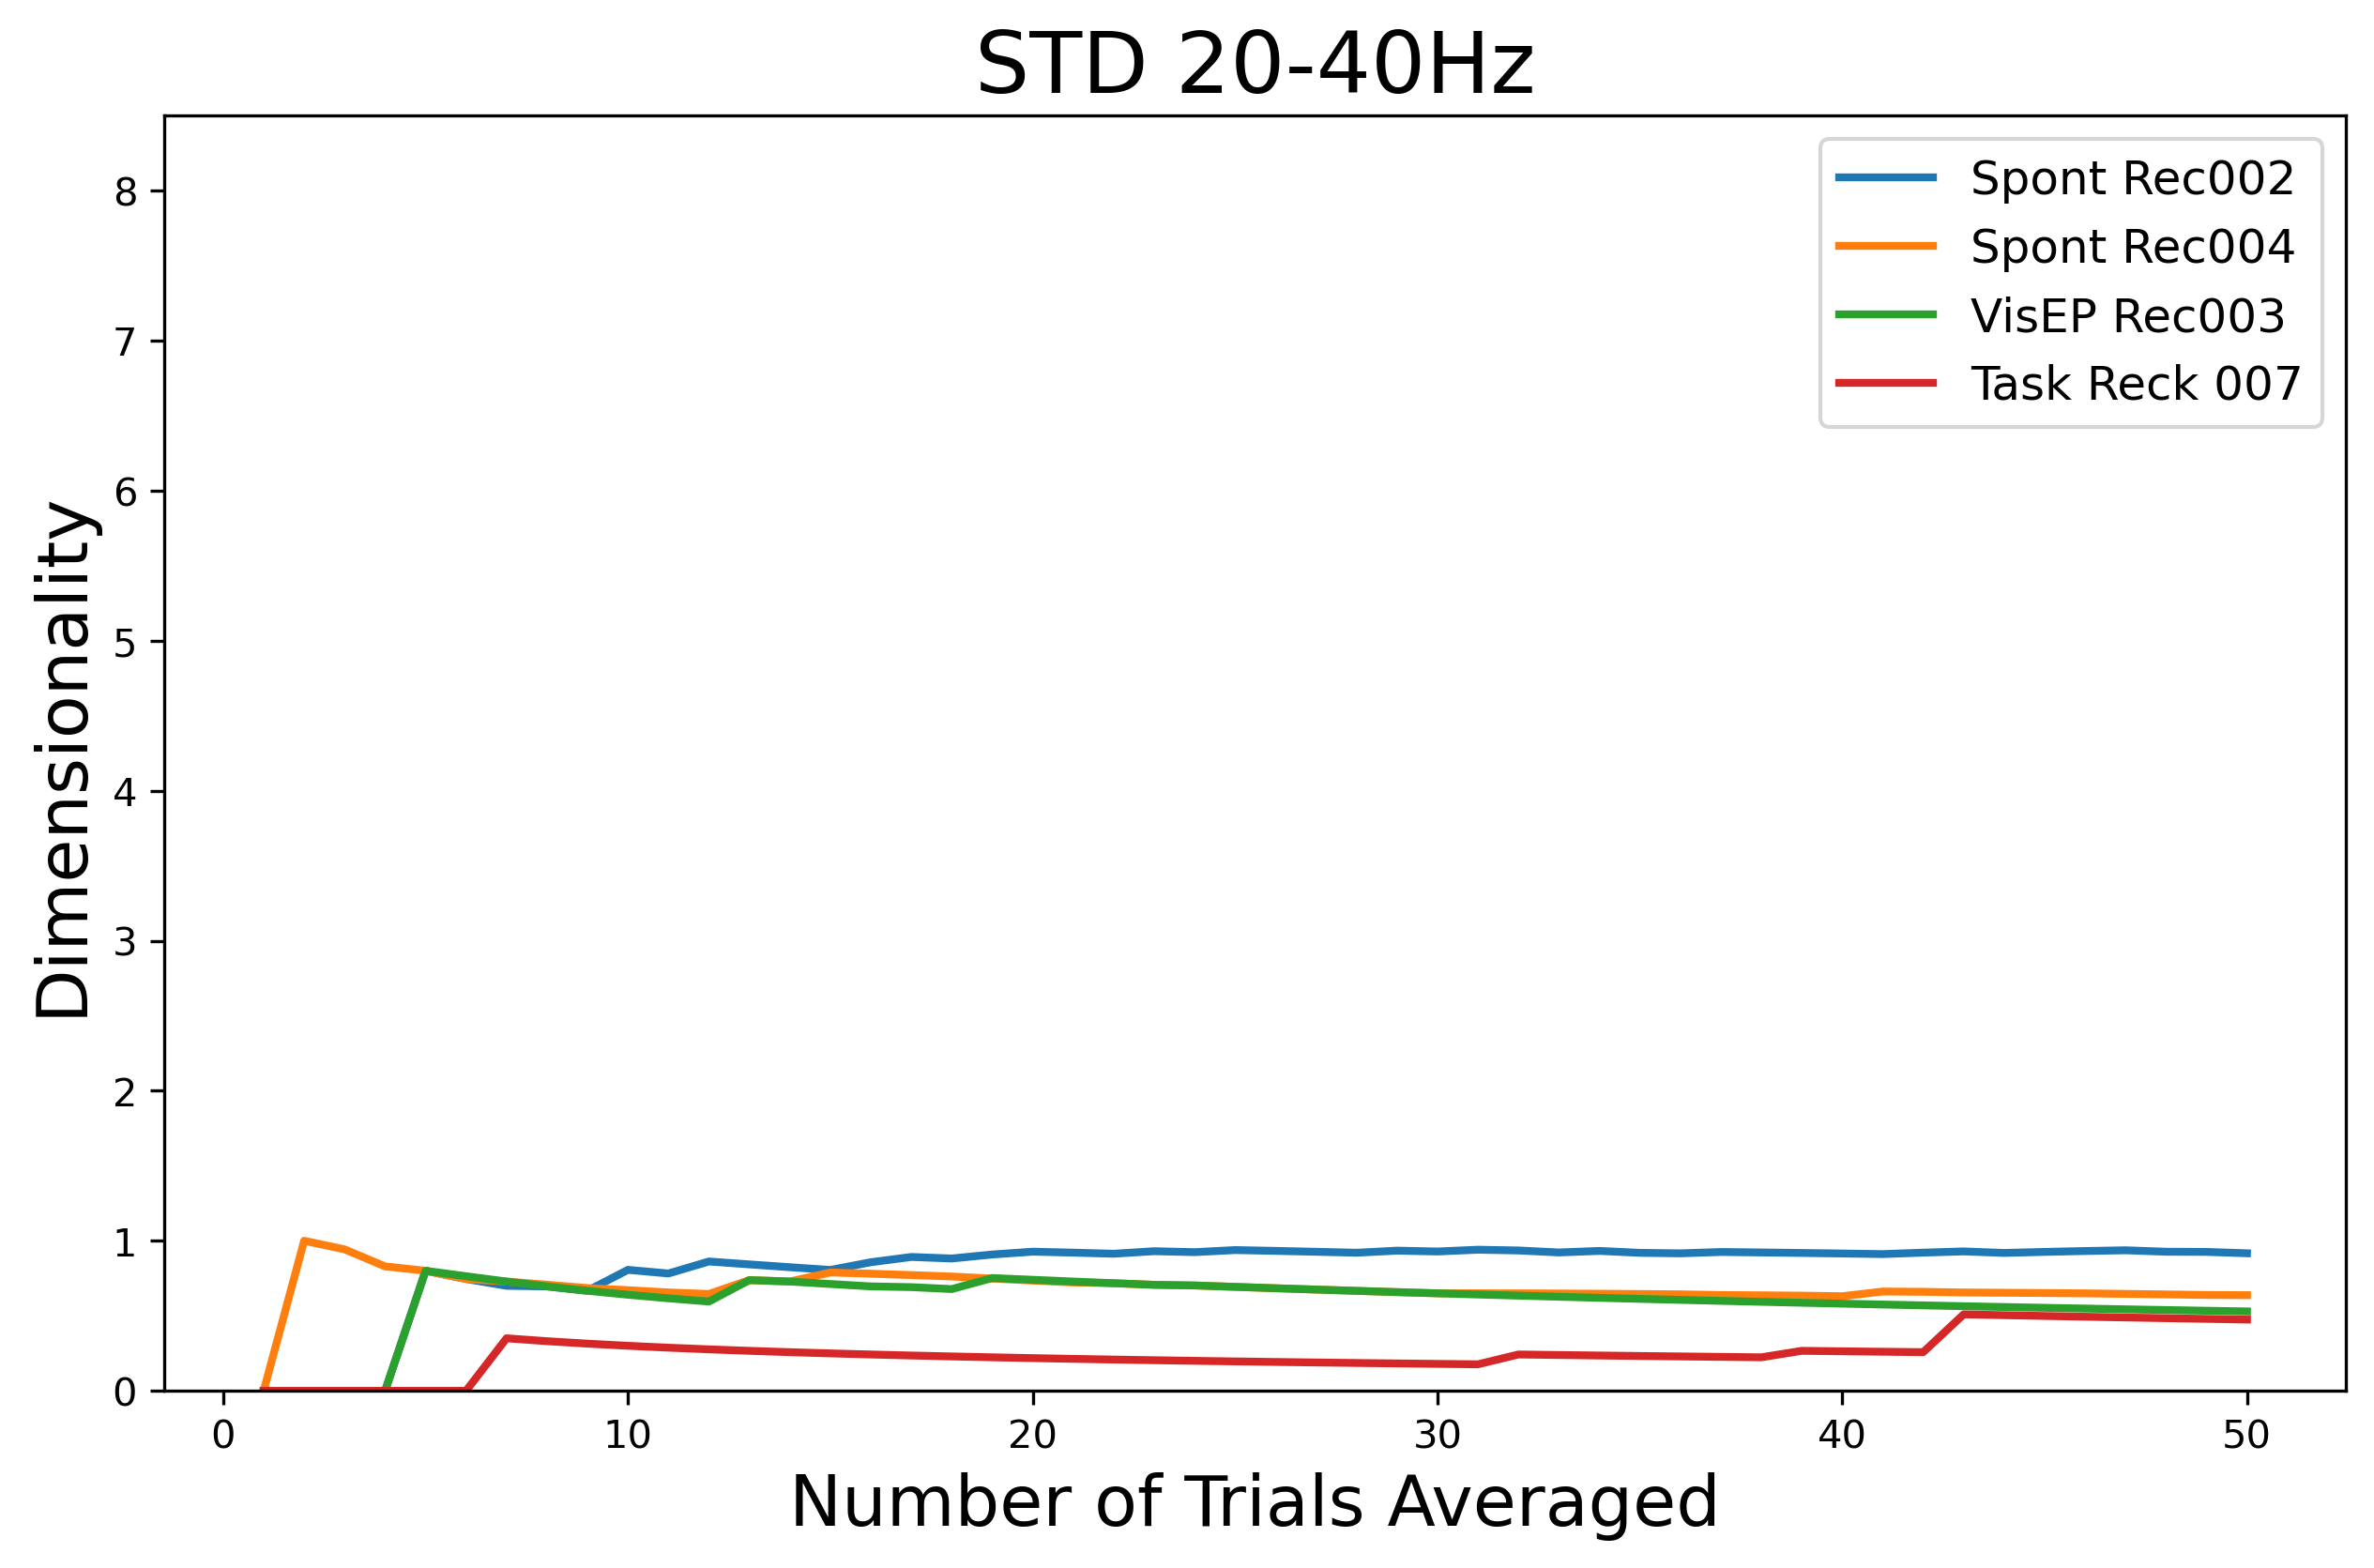 STD 20-40Hz
Spont Rec002
Spont Rec004
VisEP Rec003
Task Reck 007
Dimensionality
8
7
6
5
4
3
2
1
0
0 10 20 30 40 50
Number of Trials Averaged